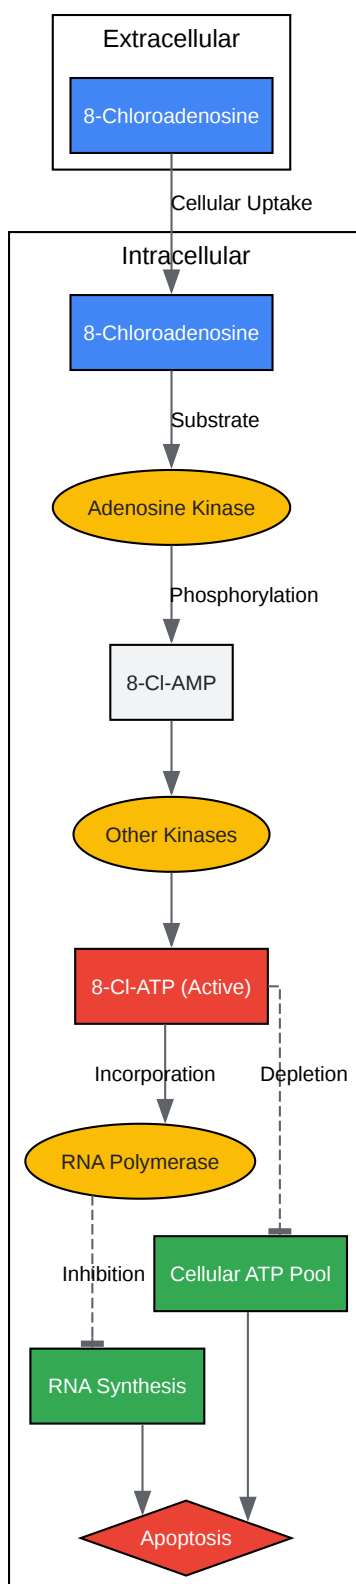 Extracellular
8-Chloroadenosine
Cellular Uptake
Intracellular
8-Chloroadenosine
Substrate
Adenosine Kinase
Phosphorylation
8-Cl-AMP
Other Kinases
8-Cl-ATP (Active)
Incorporation
Depletion
RNA Polymerase
Cellular ATP Pool
Inhibition
RNA Synthesis
Apoptosis